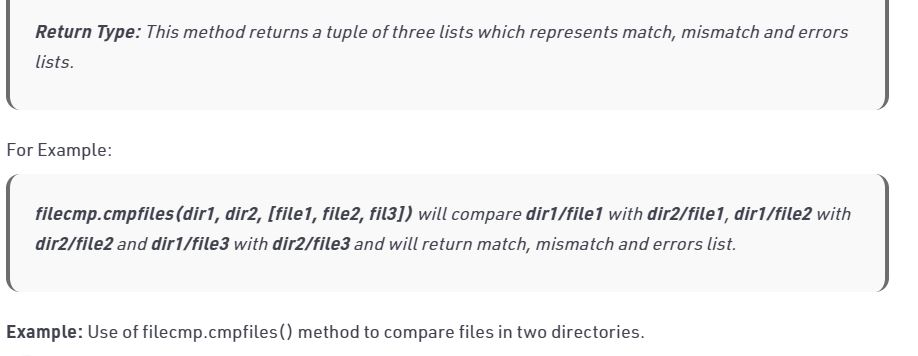 Return Type: This method returns a tuple of three lists which represents match, mismatch and errors
lists.
For Example:
filecmp.cmpfiles(dir1, dir2, [file1, file2, fil3]) will compare dir1/file1 with dir2/file1, dir1/file2 with
dir2/file2 and dir1/file3 with dir2/file3 and will return match, mismatch and errors list.
Example: Use of filecmp.cmpfiles() method to compare files in two directories.